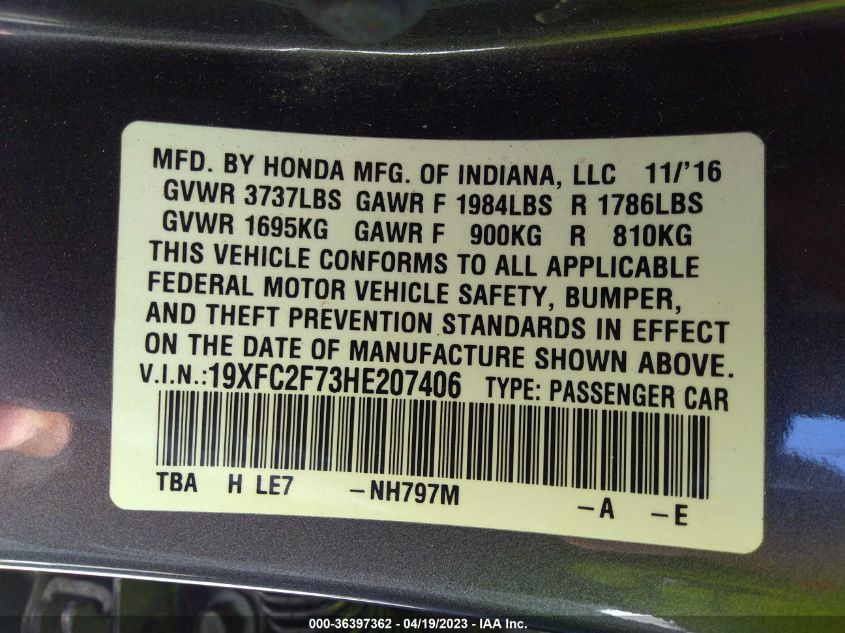 MFD. BY HONDA MFG. OF INDIANA, LLC 11/'16
GVWR 3737LBS GAWR F 1984LBS R 1786LBS
GVWR 1695KG GAWR F 900KG R 810KG
THIS VEHICLE CONFORMS TO ALL APPLICABLE
FEDERAL MOTOR VEHICLE SAFETY, BUMPER,
AND THEFT PREVENTION STANDARDS IN EFFECT
ON THE DATE OF MANUFACTURE SHOWN ABOVE.
V.I.N.:19XFC2F73HE207406 TYPE: PASSENGER CAR
TBA H LE7 -NH797M -A -E
000-36397362 - 04/19/2023 - IAA Inc.